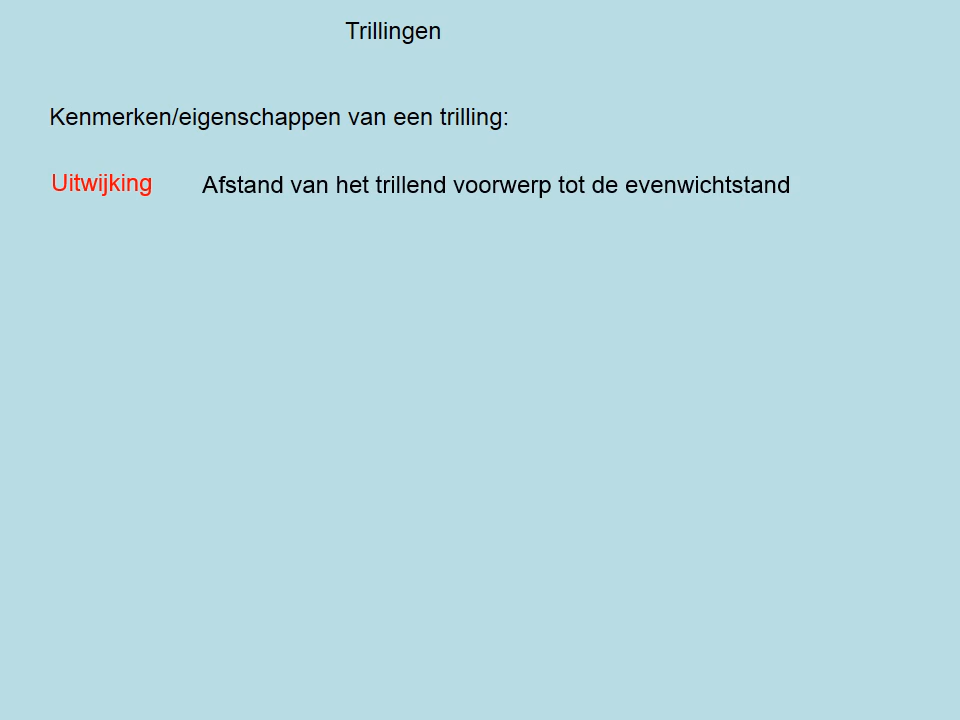 Trillingen
Kenmerken/eigenschappen van een trilling:
Uitwijking Afstand van het trillend voorwerp tot de evenwichtstand